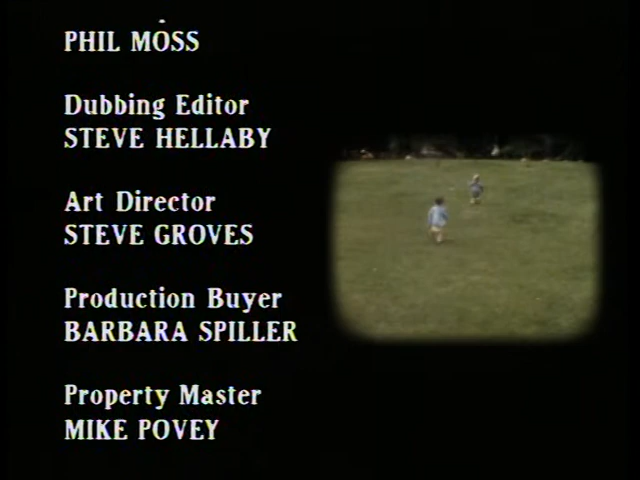 PHIL MOSS
Dubbing Editor
STEVE HELLABY
Art Director
STEVE GROVES
Production Buyer
BARBARA SPILLER
Property Master
MIKE POVEY